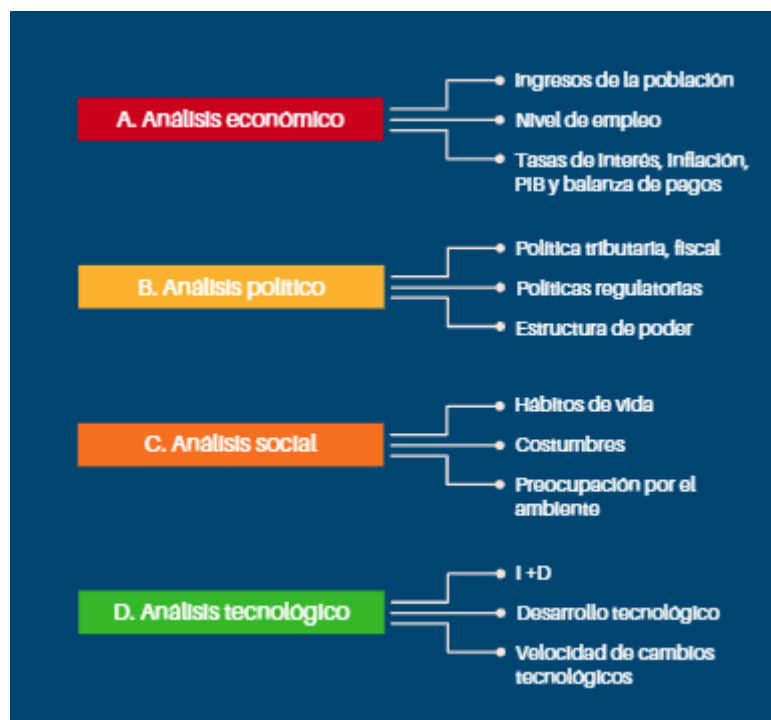 A. Análisis económico
Ingresos de la población
Nivel de empleo
Tasas de interés, inflación,
PIB y balanza de pagos
B. Análisis político
Política tributaria, fiscal
Políticas regulatorias
Estructura de poder
C. Análisis social
Hábitos de vida
Costumbres
Preocupación por el
ambiente
D. Análisis tecnológico
I +D
Desarrollo tecnológico
Velocidad de cambios
tecnológicos